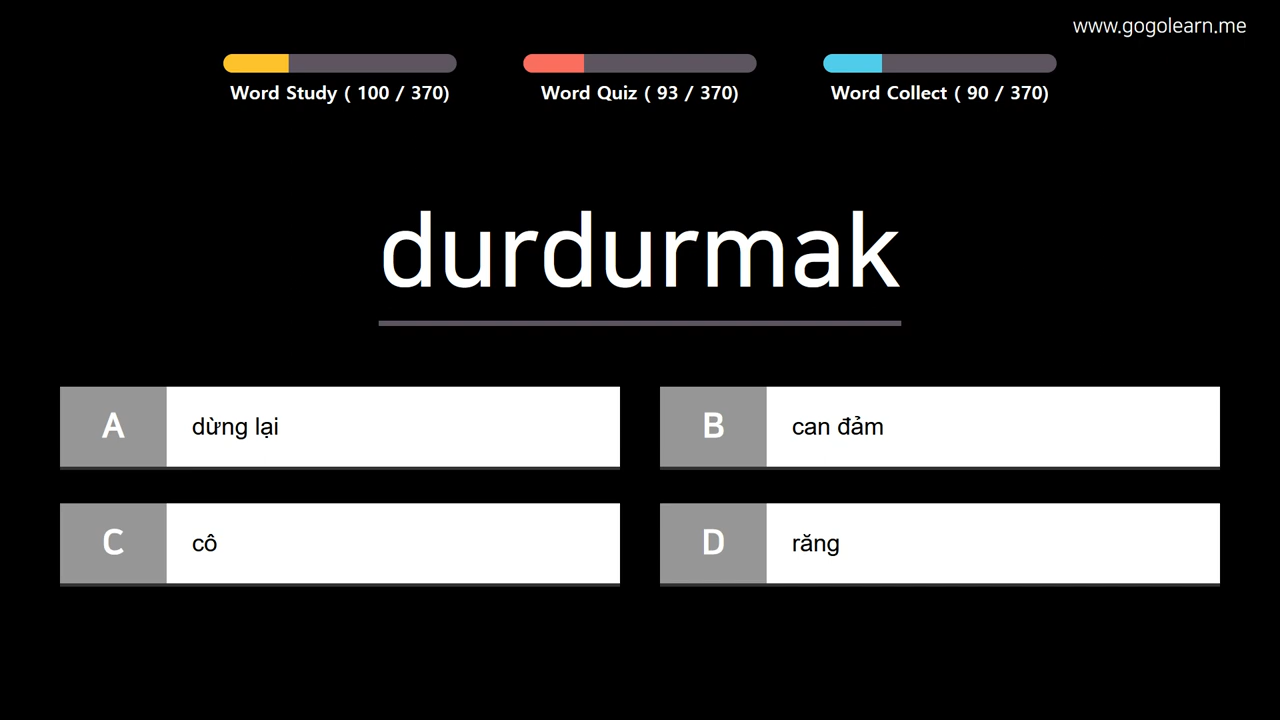 www.gogolearn.me
Word Study ( 100 / 370)
Word Quiz ( 93 / 370)
Word Collect ( 90 / 370)
durdurmak
A dừng lại
B can đảm
C cô
D răng